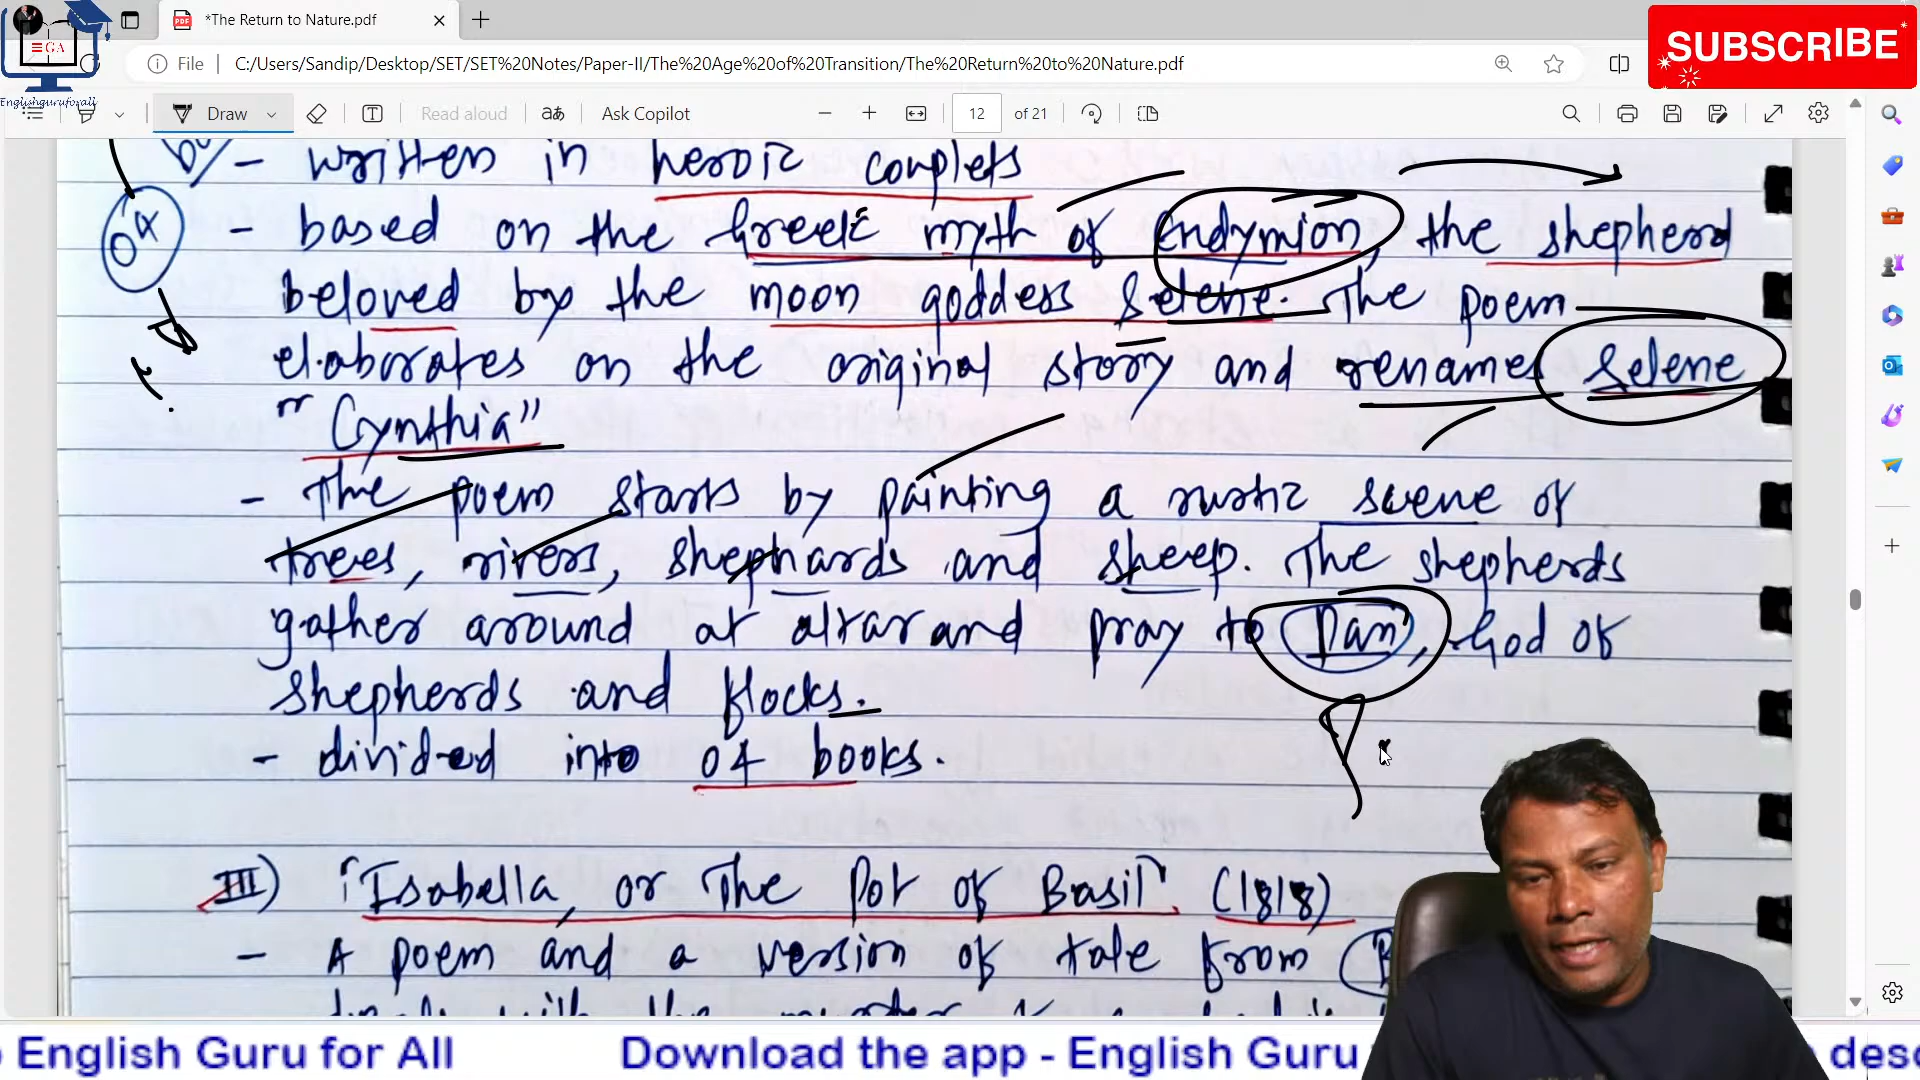 *The Return to Nature.pdf
SUBSCRIBE
EGA
Englishguruforall
File C:/Users/Sandip/Desktop/SET/SET%20Notes/Paper-II/The%20Age%20of%20Transition/The%20Return%20to%20Nature.pdf
Draw Read aloud Ask Copilot 12 of 21
- written in heroic couplets
04
- based on the Greek myth of Endymion, the shepherd
beloved by the moon goddess Selene. The poem
elaborates on the original story and renames Selene
"Cynthia"
- The poem starts by painting a rustic scene of
trees, rivers, shephards and sheep. The shepherds
gather around at altar and pray to Pan, God of
shepherds and flocks.
- divided into 04 books.
III) 'Isabella, or The Pot of Basil' (1818)
- A poem and a version of tale from
English Guru for All Download the app - English Guru